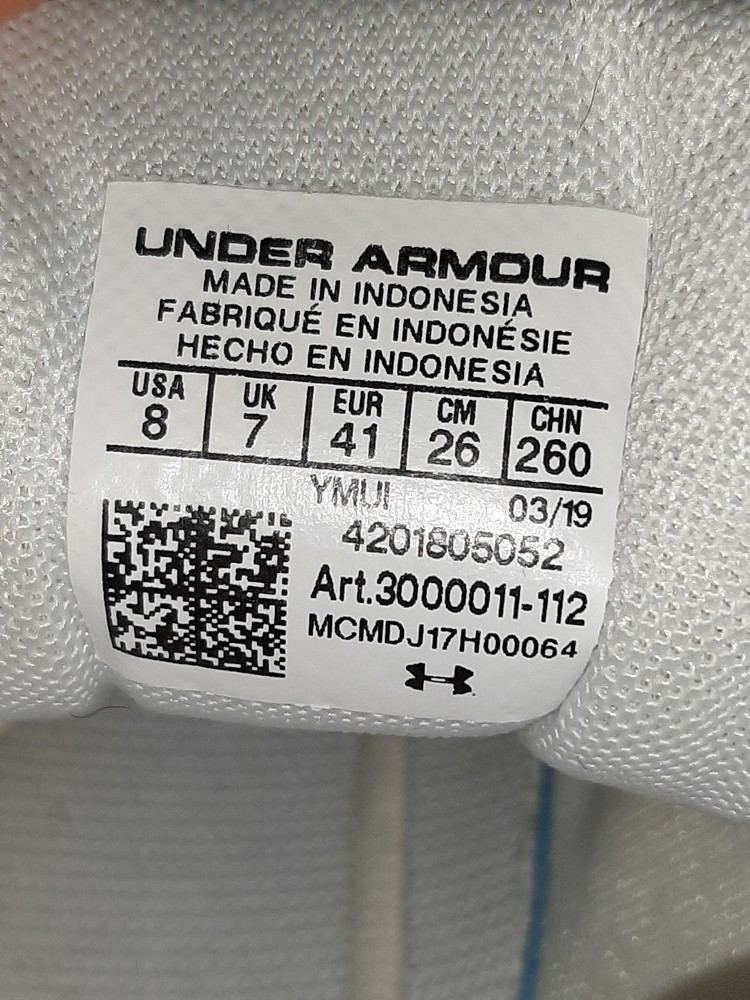 UNDER ARMOUR
MADE IN INDONESIA
FABRIQUÉ EN INDONÉSIE
HECHO EN INDONESIA
USA UK EUR CM CHN
8 7 41 26 260
YMUI 03/19
4201805052
Art.3000011-112
MCMDJ17H00064